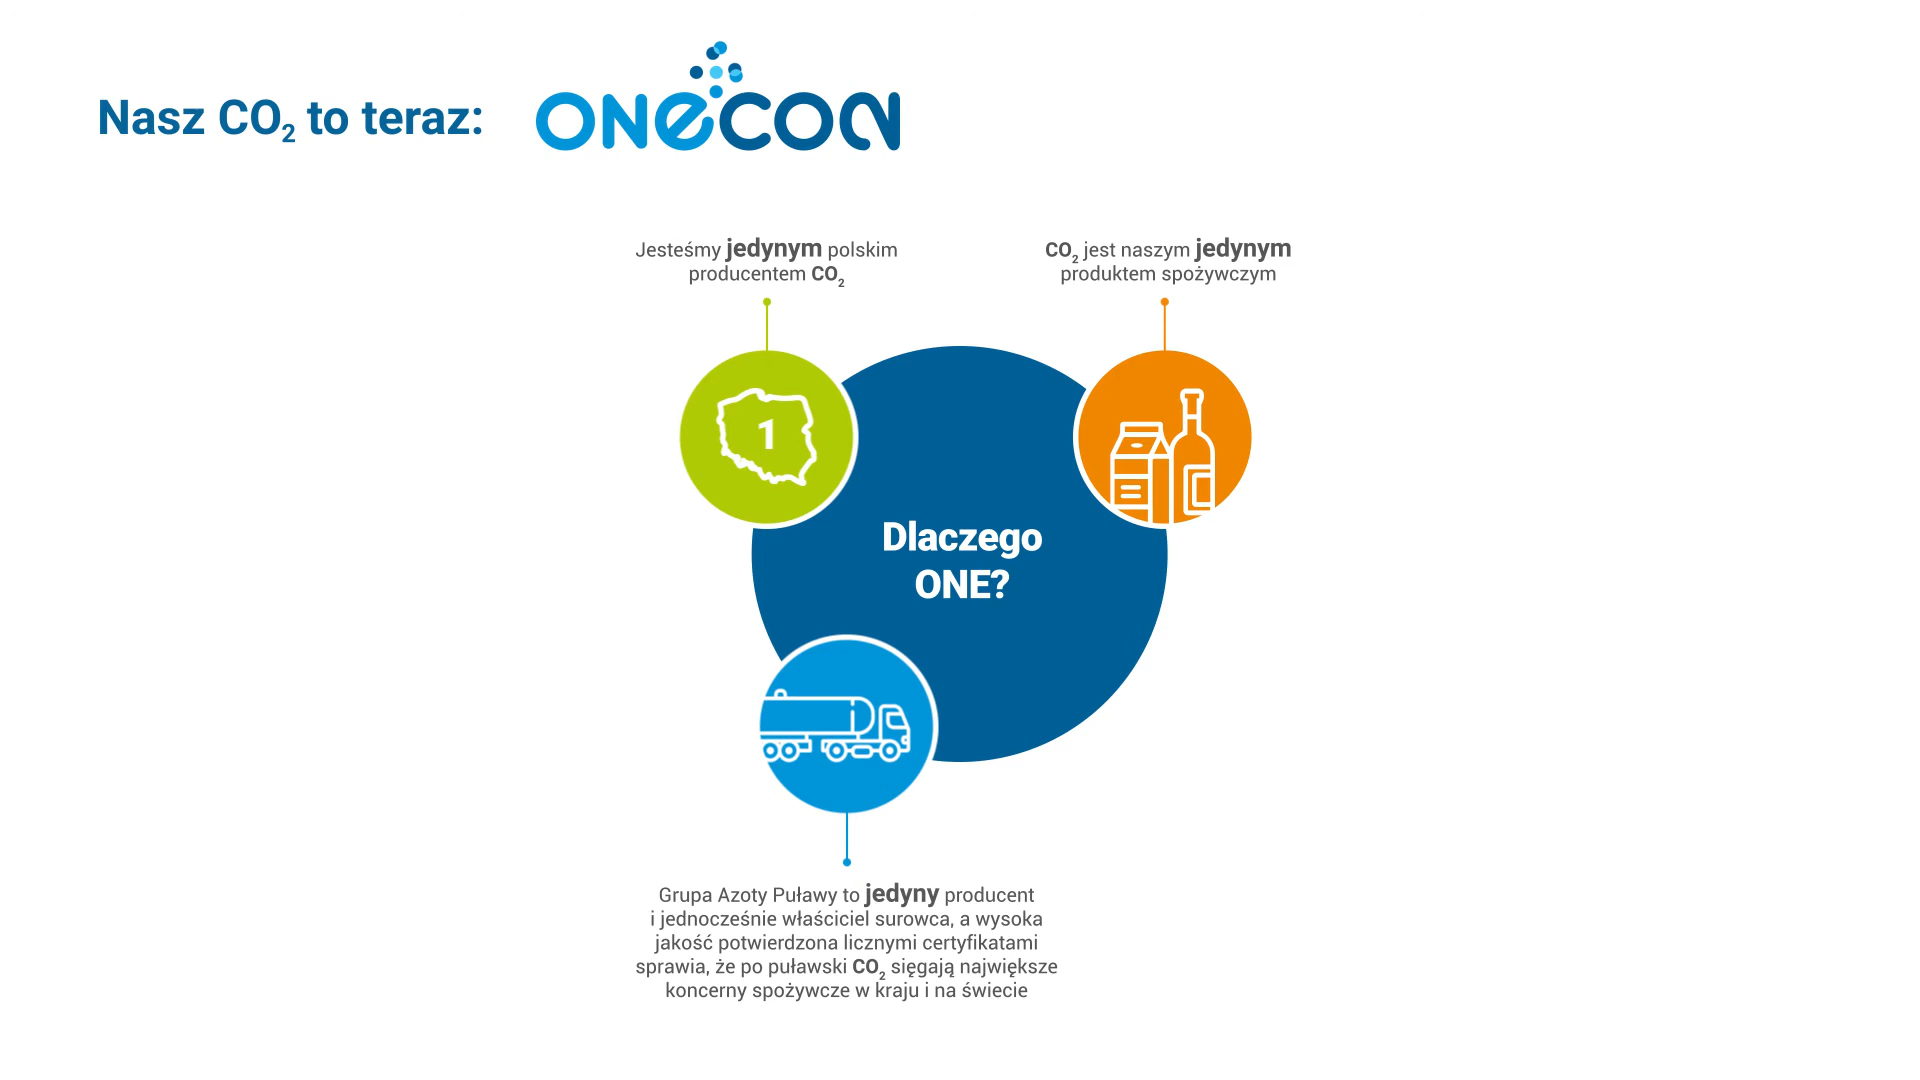 Nasz CO₂ to teraz:
ONECON
Jesteśmy jedynym polskim
producentem CO₂
CO₂ jest naszym jedynym
produktem spożywczym
1
Dlaczego
ONE?
Grupa Azoty Puławy to jedyny producent
i jednocześnie właściciel surowca, a wysoka
jakość potwierdzona licznymi certyfikatami
sprawia, że po puławski CO₂ sięgają największe
koncerny spożywcze w kraju i na świecie